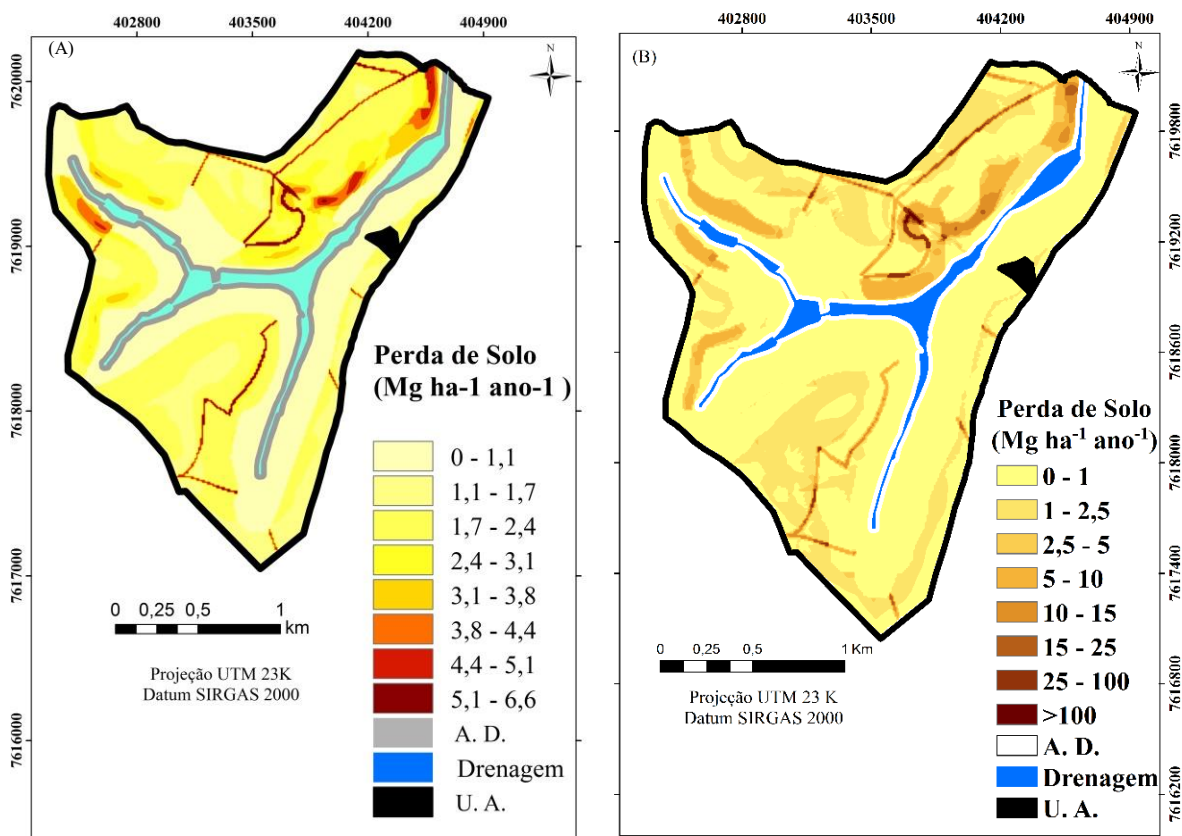 402800 403500 404200 404900
(A)
N
7620000
7619000
7618000
7617000
7616000
Perda de Solo
(Mg ha-1 ano-1 )
0 - 1,1
1,1 - 1,7
1,7 - 2,4
2,4 - 3,1
3,1 - 3,8
3,8 - 4,4
4,4 - 5,1
5,1 - 6,6
A. D.
Drenagem
U. A.
0 0,25 0,5 1
km
Projeção UTM 23K
Datum SIRGAS 2000
402800 403500 404200 404900
(B)
N
7619800
7619200
7618600
7618000
7617400
7616800
7616200
Perda de Solo
(Mg ha⁻¹ ano⁻¹)
0 - 1
1 - 2,5
2,5 - 5
5 - 10
10 - 15
15 - 25
25 - 100
>100
A. D.
Drenagem
U. A.
0 0,25 0,5 1 Km
Projeção UTM 23 K
Datum SIRGAS 2000